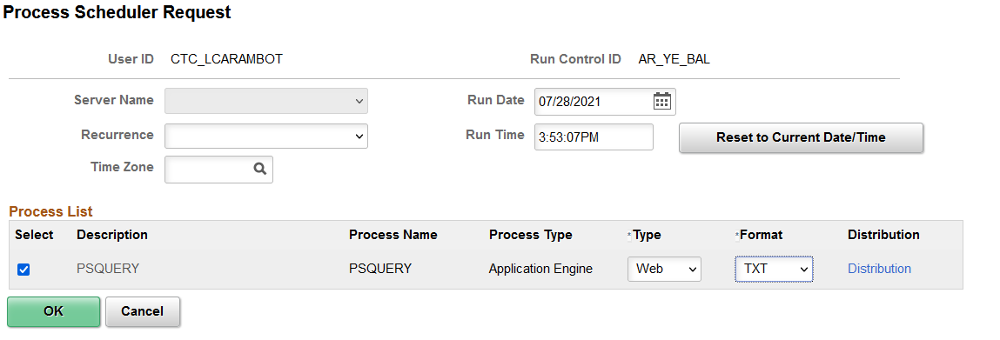 Process Scheduler Request
User ID CTC_LCARAMBOT Run Control ID AR_YE_BAL
Server Name Run Date 07/28/2021
Recurrence Run Time 3:53:07PM Reset to Current Date/Time
Time Zone
Process List
Select Description Process Name Process Type *Type *Format Distribution
PSQUERY PSQUERY Application Engine Web TXT Distribution
OK Cancel